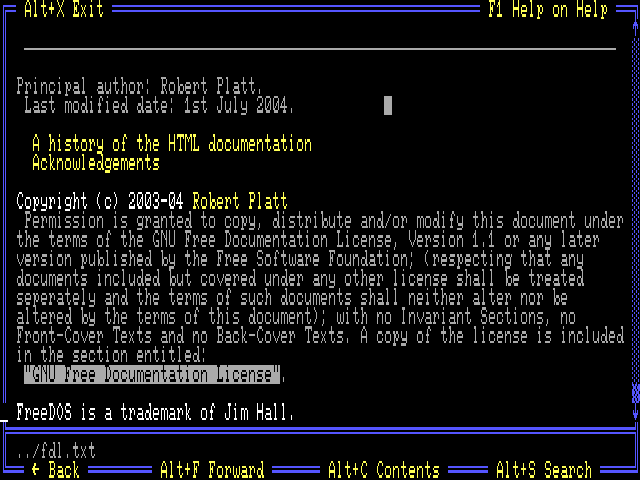 Alt+X Exit F1 Help on Help
Principal author: Robert Platt.
Last modified date: 1st July 2004.
A history of the HTML documentation
Acknowledgements
Copyright (c) 2003-04 Robert Platt
Permission is granted to copy, distribute and/or modify this document under
the terms of the GNU Free Documentation License, Version 1.1 or any later
version published by the Free Software Foundation; (respecting that any
documents included but covered under any other license shall be treated
seperately and the terms of such documents shall neither alter nor be
altered by the terms of this document); with no Invariant Sections, no
Front-Cover Texts and no Back-Cover Texts. A copy of the license is included
in the section entitled:
"GNU Free Documentation License".
FreeDOS is a trademark of Jim Hall.
../fdl.txt
← Back Alt+F Forward Alt+C Contents Alt+S Search